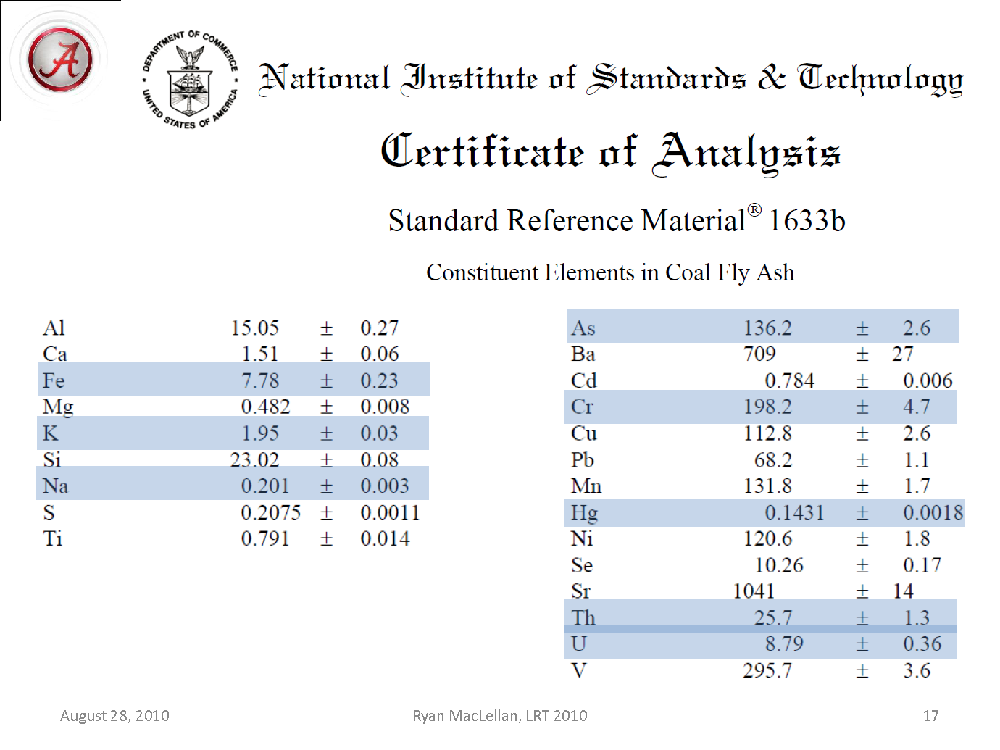 A
DEPARTMENT OF COMMERCE
UNITED STATES OF AMERICA
National Institute of Standards & Technology
Certificate of Analysis
Standard Reference Material® 1633b
Constituent Elements in Coal Fly Ash
Al 15.05 ± 0.27
Ca 1.51 ± 0.06
Fe 7.78 ± 0.23
Mg 0.482 ± 0.008
K 1.95 ± 0.03
Si 23.02 ± 0.08
Na 0.201 ± 0.003
S 0.2075 ± 0.0011
Ti 0.791 ± 0.014
As 136.2 ± 2.6
Ba 709 ± 27
Cd 0.784 ± 0.006
Cr 198.2 ± 4.7
Cu 112.8 ± 2.6
Pb 68.2 ± 1.1
Mn 131.8 ± 1.7
Hg 0.1431 ± 0.0018
Ni 120.6 ± 1.8
Se 10.26 ± 0.17
Sr 1041 ± 14
Th 25.7 ± 1.3
U 8.79 ± 0.36
V 295.7 ± 3.6
August 28, 2010
Ryan MacLellan, LRT 2010
17